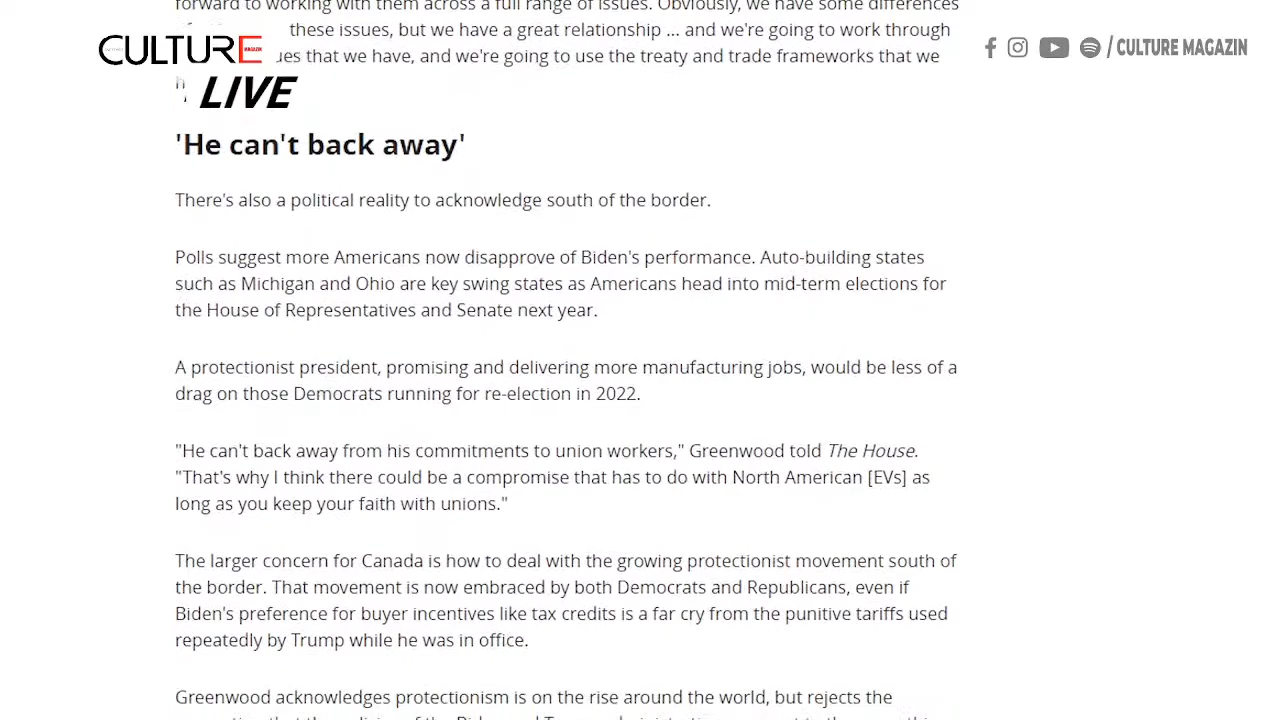 forward to working with them across a full range of issues. Obviously, we have some differences
these issues, but we have a great relationship ... and we're going to work through
CULTURE MAGAZIN
/ CULTURE MAGAZIN
that we have, and we're going to use the treaty and trade frameworks that we
LIVE
'He can't back away'
There's also a political reality to acknowledge south of the border.
Polls suggest more Americans now disapprove of Biden's performance. Auto-building states
such as Michigan and Ohio are key swing states as Americans head into mid-term elections for
the House of Representatives and Senate next year.
A protectionist president, promising and delivering more manufacturing jobs, would be less of a
drag on those Democrats running for re-election in 2022.
"He can't back away from his commitments to union workers," Greenwood told The House.
"That's why I think there could be a compromise that has to do with North American [EVs] as
long as you keep your faith with unions."
The larger concern for Canada is how to deal with the growing protectionist movement south of
the border. That movement is now embraced by both Democrats and Republicans, even if
Biden's preference for buyer incentives like tax credits is a far cry from the punitive tariffs used
repeatedly by Trump while he was in office.
Greenwood acknowledges protectionism is on the rise around the world, but rejects the